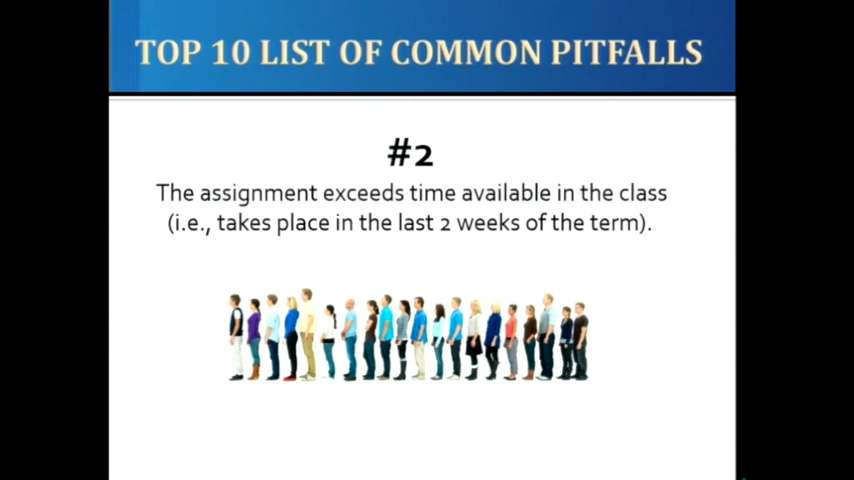 TOP 10 LIST OF COMMON PITFALLS
#2
The assignment exceeds time available in the class
(i.e., takes place in the last 2 weeks of the term).